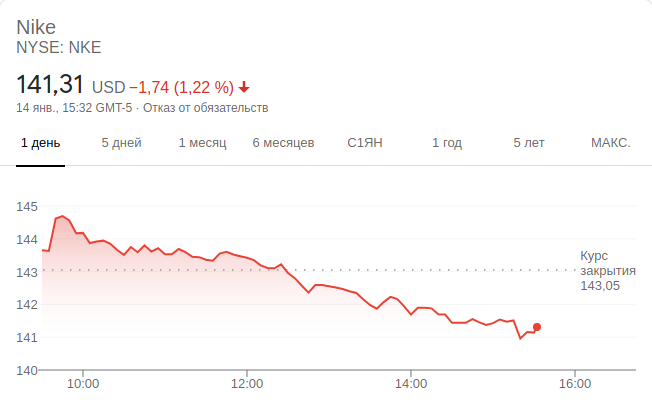 Nike
NYSE: NKE
141,31 USD −1,74 (1,22 %)
14 янв., 15:32 GMT-5 · Отказ от обязательств
1 день 5 дней 1 месяц 6 месяцев С1ЯН 1 год 5 лет МАКС.
145
144
143
142
141
140
Курс
закрытия
143,05
10:00 12:00 14:00 16:00